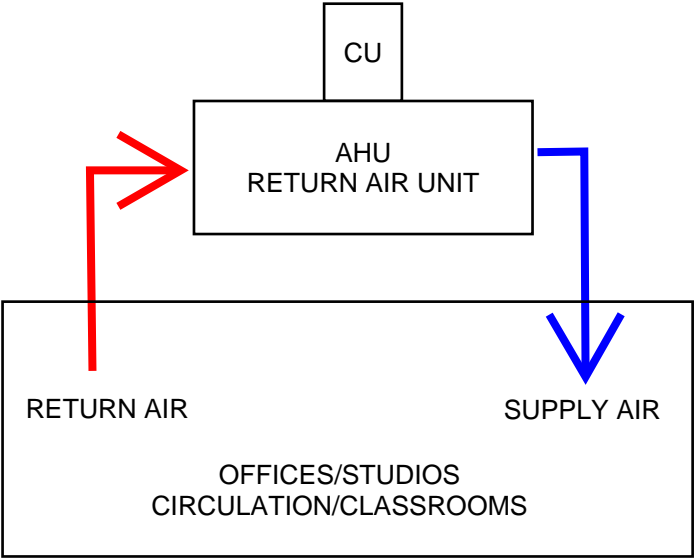 CU
AHU
RETURN AIR UNIT
RETURN AIR
SUPPLY AIR
OFFICES/STUDIOS
CIRCULATION/CLASSROOMS